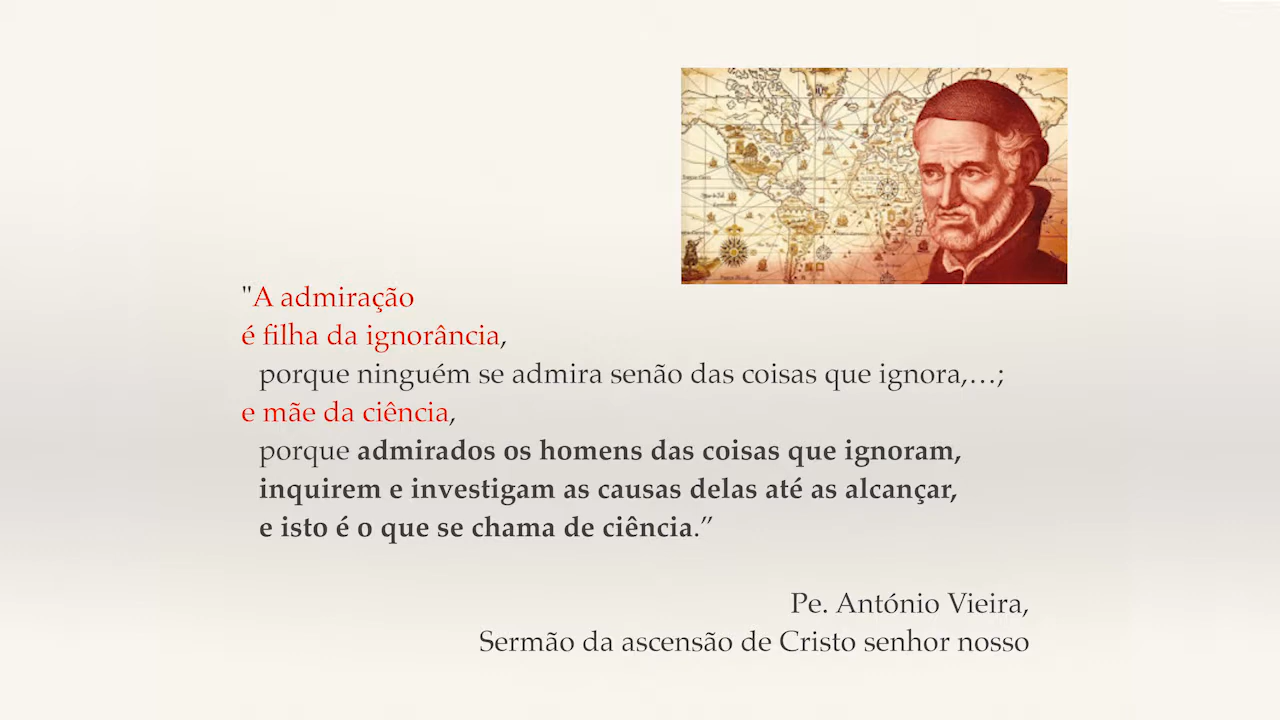 "A admiração
é filha da ignorância,
porque ninguém se admira senão das coisas que ignora,…;
e mãe da ciência,
porque admirados os homens das coisas que ignoram,
inquirem e investigam as causas delas até as alcançar,
e isto é o que se chama de ciência.”
Pe. António Vieira,
Sermão da ascensão de Cristo senhor nosso